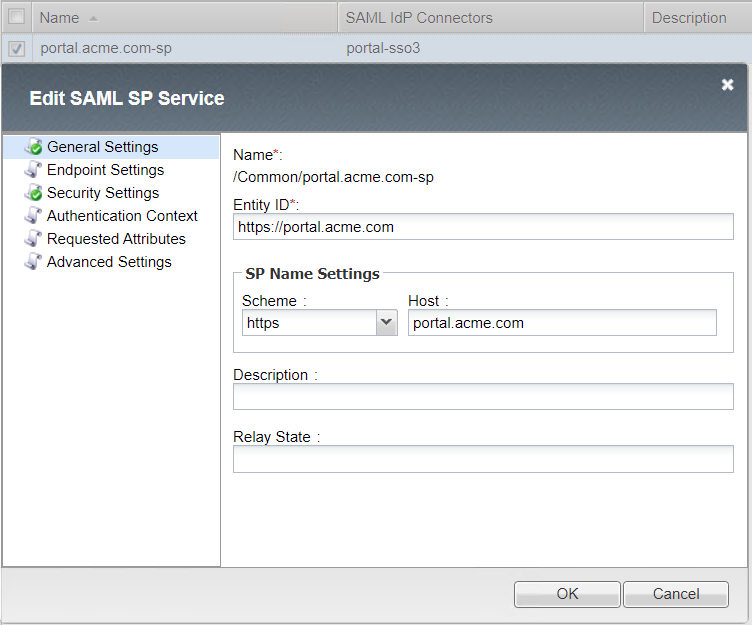 Name SAML IdP Connectors Description
portal.acme.com-sp portal-sso3
Edit SAML SP Service
General Settings
Endpoint Settings
Security Settings
Authentication Context
Requested Attributes
Advanced Settings
Name*:
/Common/portal.acme.com-sp
Entity ID*:
https://portal.acme.com
SP Name Settings
Scheme : Host :
https portal.acme.com
Description :
Relay State :
OK Cancel